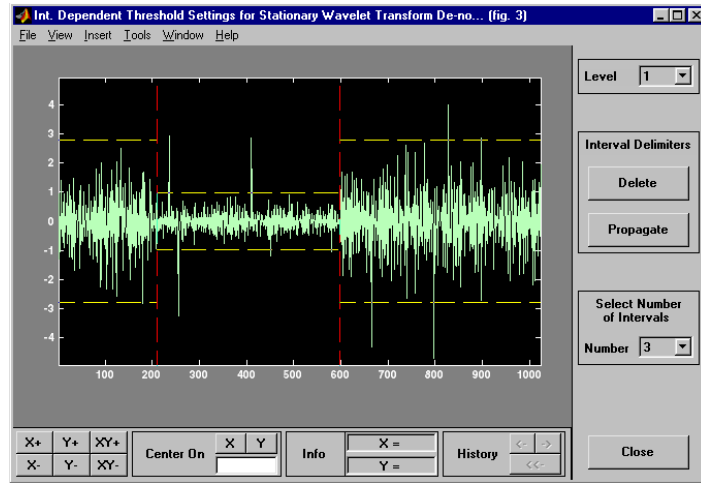 Int. Dependent Threshold Settings for Stationary Wavelet Transform De-no... (fig. 3)
File View Insert Tools Window Help
Level 1
4
3
2
1
0
-1
-2
-3
-4
100 200 300 400 500 600 700 800 900 1000
Interval Delimiters
Delete
Propagate
Select Number
of Intervals
Number 3
X+ Y+ XY+
X- Y- XY-
Center On X Y
Info X =
Y =
History <- ->
<<-
Close